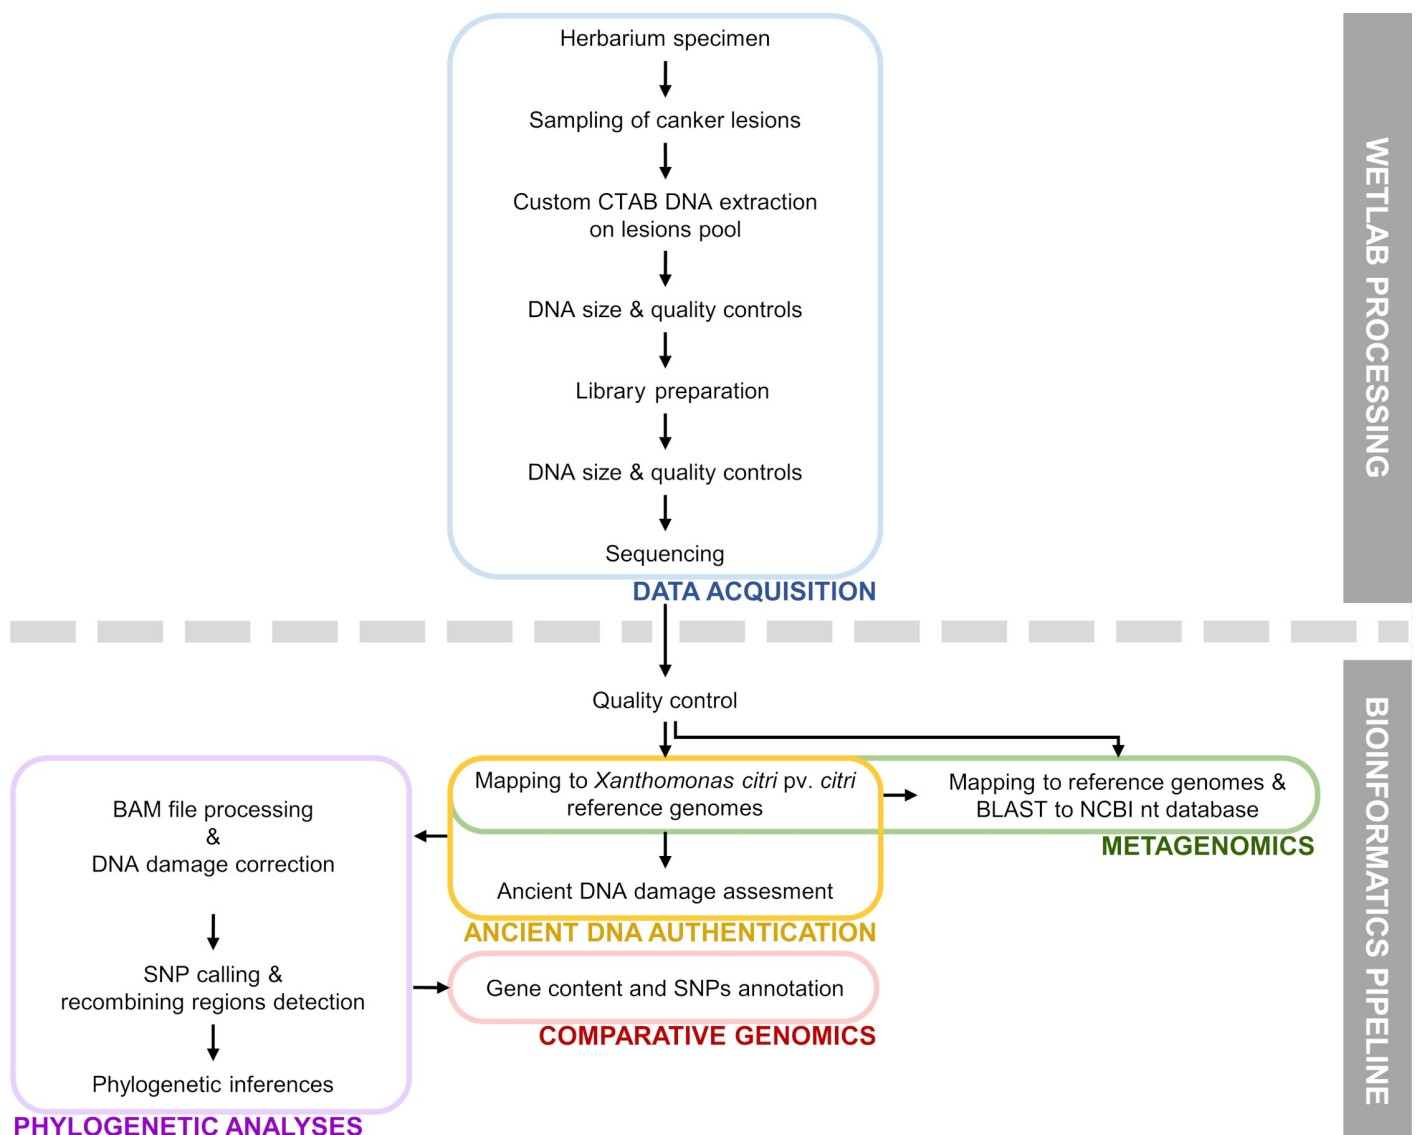 Herbarium specimen
Sampling of canker lesions
Custom CTAB DNA extraction
on lesions pool
DNA size & quality controls
Library preparation
DNA size & quality controls
Sequencing
DATA ACQUISITION
WETLAB PROCESSING
Quality control
Mapping to Xanthomonas citri pv. citri
reference genomes
Mapping to reference genomes &
BLAST to NCBI nt database
METAGENOMICS
Ancient DNA damage assesment
ANCIENT DNA AUTHENTICATION
BAM file processing
&
DNA damage correction
SNP calling &
recombining regions detection
Phylogenetic inferences
PHYLOGENETIC ANALYSES
Gene content and SNPs annotation
COMPARATIVE GENOMICS
BIOINFORMATICS PIPELINE